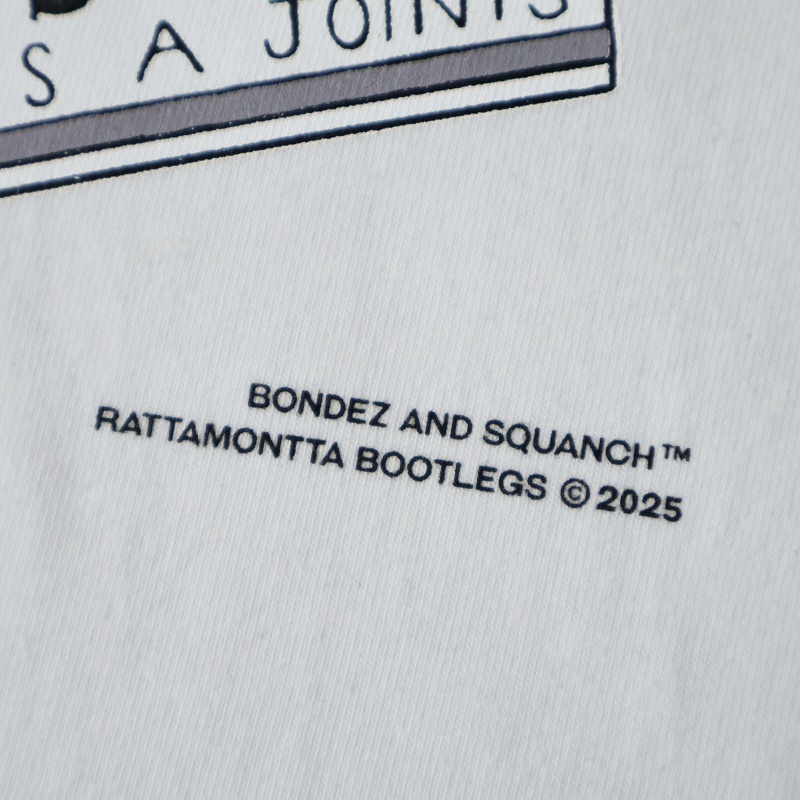 S A JOINTS
BONDEZ AND SQUANCH™
RATTAMONTTA BOOTLEGS © 2025